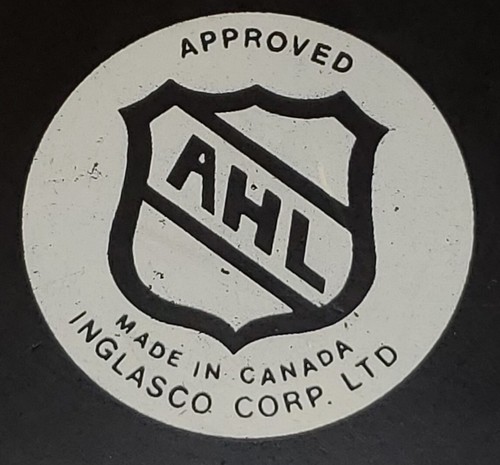 APPROVED
AHL
MADE IN CANADA
INGLASCO CORP. LTD